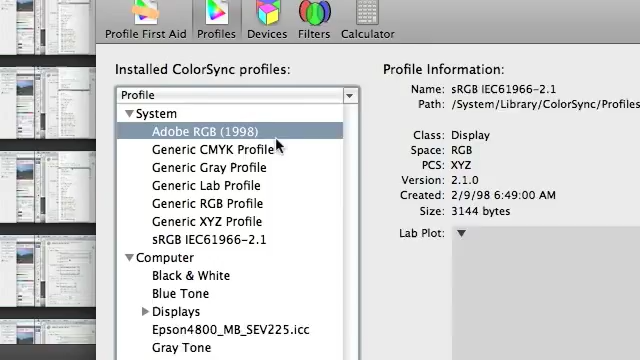 Profile First Aid Profiles Devices Filters Calculator
Installed ColorSync profiles:
Profile
System
Adobe RGB (1998)
Generic CMYK Profile
Generic Gray Profile
Generic Lab Profile
Generic RGB Profile
Generic XYZ Profile
sRGB IEC61966-2.1
Computer
Black & White
Blue Tone
Displays
Epson4800_MB_SEV225.icc
Gray Tone
Profile Information:
Name: sRGB IEC61966-2.1
Path: /System/Library/ColorSync/Profiles
Class: Display
Space: RGB
PCS: XYZ
Version: 2.1.0
Created: 2/9/98 6:49:00 AM
Size: 3144 bytes
Lab Plot: